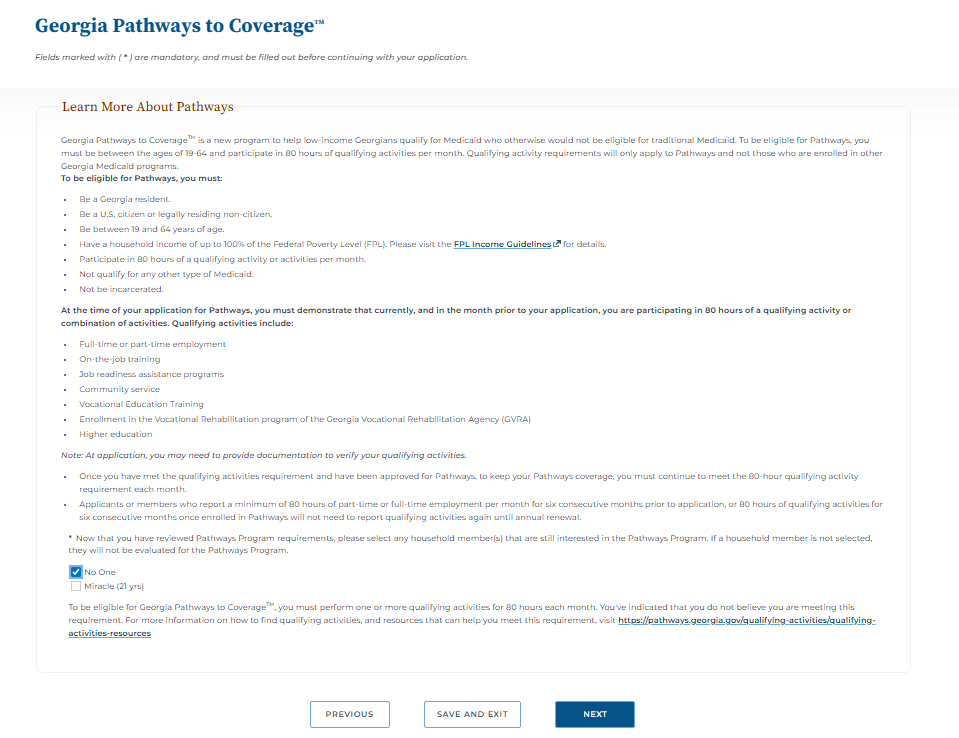 Georgia Pathways to Coverage™
Fields marked with ( * ) are mandatory, and must be filled out before continuing with your application.
Learn More About Pathways
Georgia Pathways to Coverage™ is a new program to help low-income Georgians qualify for Medicaid who otherwise would not be eligible for traditional Medicaid. To be eligible for Pathways, you
must be between the ages of 19-64 and participate in 80 hours of qualifying activities per month. Qualifying activity requirements will only apply to Pathways and not those who are enrolled in other
Georgia Medicaid programs.
To be eligible for Pathways, you must:
• Be a Georgia resident.
• Be a U.S. citizen or legally residing non-citizen.
• Be between 19 and 64 years of age.
• Have a household income of up to 100% of the Federal Poverty Level (FPL). Please visit the FPL Income Guidelines for details.
• Participate in 80 hours of a qualifying activity or activities per month.
• Not qualify for any other type of Medicaid.
• Not be incarcerated.
At the time of your application for Pathways, you must demonstrate that currently, and in the month prior to your application, you are participating in 80 hours of a qualifying activity or
combination of activities. Qualifying activities include:
• Full-time or part-time employment
• On-the-job training
• Job readiness assistance programs
• Community service
• Vocational Education Training
• Enrollment in the Vocational Rehabilitation program of the Georgia Vocational Rehabilitation Agency (GVRA)
• Higher education
Note: At application, you may need to provide documentation to verify your qualifying activities.
• Once you have met the qualifying activities requirement and have been approved for Pathways, to keep your Pathways coverage, you must continue to meet the 80-hour qualifying activity
requirement each month.
• Applicants or members who report a minimum of 80 hours of part-time or full-time employment per month for six consecutive months prior to application, or 80 hours of qualifying activities for
six consecutive months once enrolled in Pathways will not need to report qualifying activities again until annual renewal.
* Now that you have reviewed Pathways Program requirements, please select any household member(s) that are still interested in the Pathways Program. If a household member is not selected,
they will not be evaluated for the Pathways Program.
No One
Miracle (21 yrs)
To be eligible for Georgia Pathways to Coverage™, you must perform one or more qualifying activities for 80 hours each month. You've indicated that you do not believe you are meeting this
requirement. For more information on how to find qualifying activities, and resources that can help you meet this requirement, visit https://pathways.georgia.gov/qualifying-activities/qualifying-
activities-resources
PREVIOUS SAVE AND EXIT NEXT